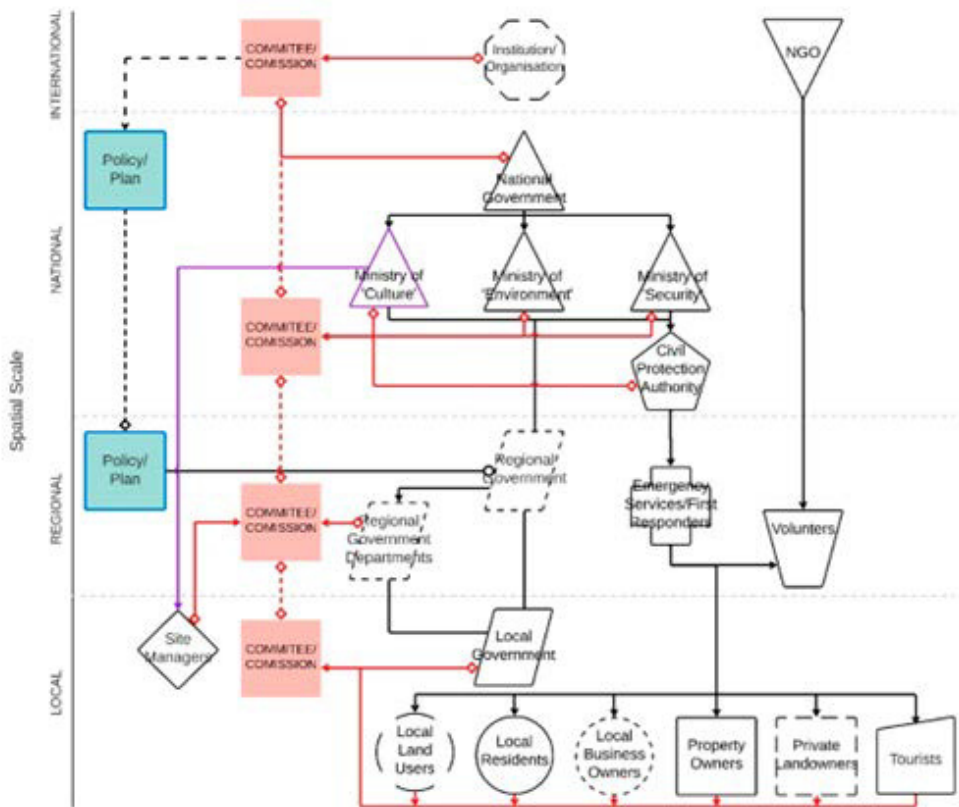 Spatial Scale
INTERNATIONAL
COMMITEE/
COMISSION
Institution/
Organisation
NGO
NATIONAL
Policy/
Plan
National
Government
Ministry of
'Culture'
Ministry of
'Environment'
Ministry of
'Security'
COMMITEE/
COMISSION
Civil
Protection
Authority
REGIONAL
Policy/
Plan
Regional
Government
COMMITEE/
COMISSION
Regional
Government
Departments
Emergency
Services/First
Responders
Volunters
LOCAL
Site
Managers
COMMITEE/
COMISSION
Local
Government
Local
Land
Users
Local
Residents
Local
Business
Owners
Property
Owners
Private
Landowners
Tourists